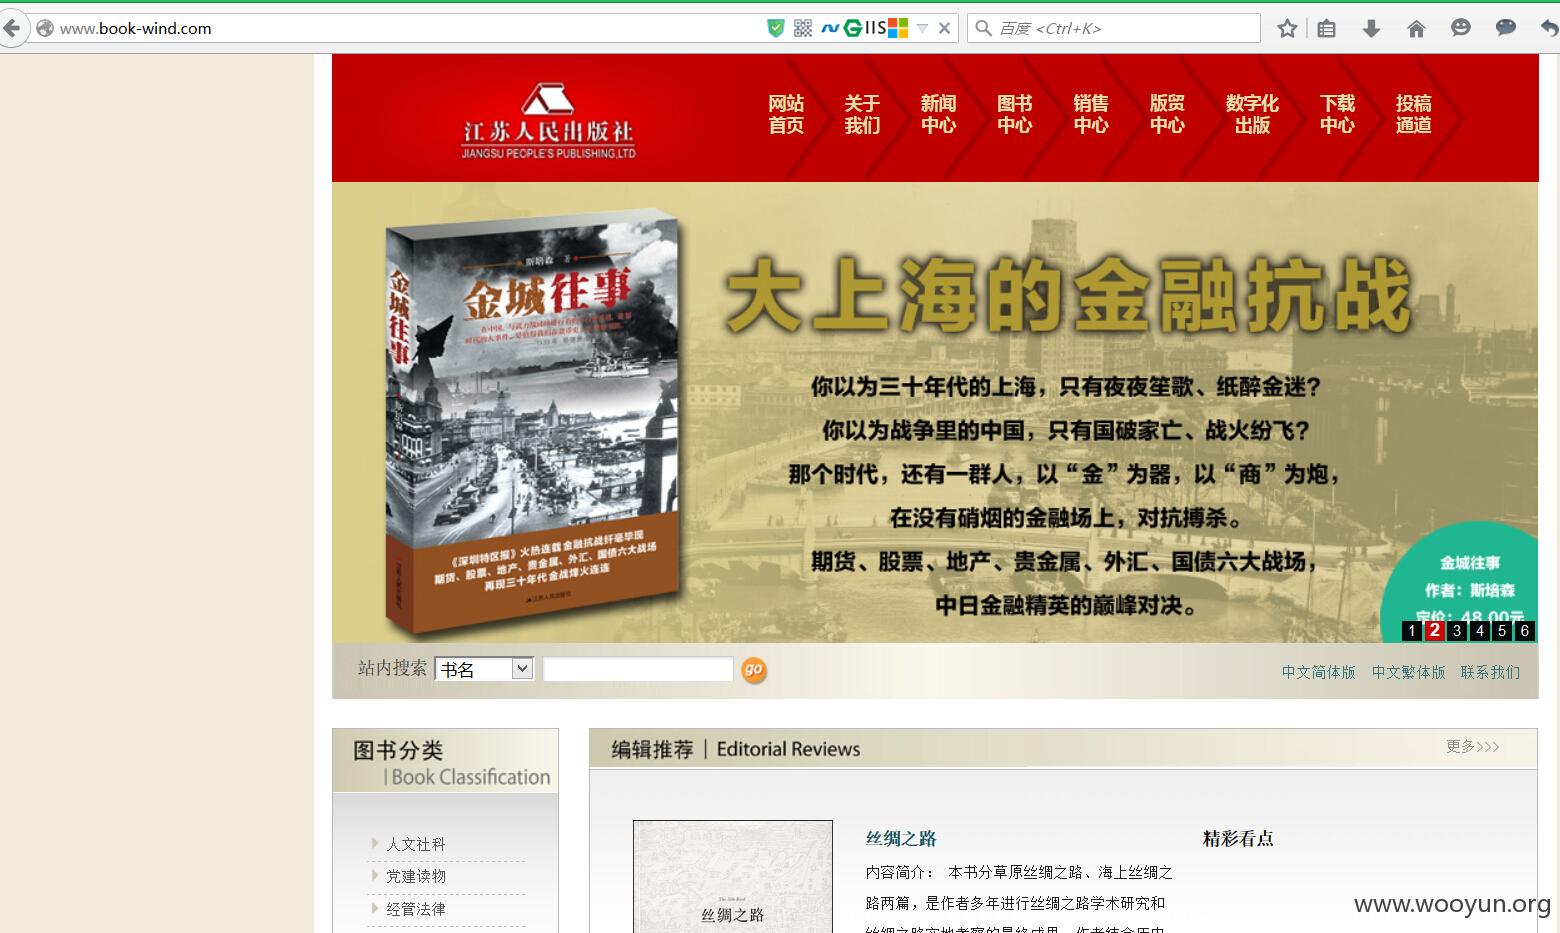 www.book-wind.com
IIS
百度 <Ctrl+K>
江苏人民出版社
JIANGSU PEOPLE'S PUBLISHING,LTD
网站首页
关于我们
新闻中心
图书中心
销售中心
版贸中心
数字化出版
下载中心
投稿通道
斯培森 著
金城往事
金城往事
《深圳特区报》火热连载 金融抗战纤毫毕现
期货、股票、地产、贵金属、外汇、国债六大战场
再现三十年代 金战烽火连连
江苏人民出版社
大上海的金融抗战
你以为三十年代的上海，只有夜夜笙歌、纸醉金迷？
你以为战争里的中国，只有国破家亡、战火纷飞？
那个时代，还有一群人，以“金”为器，以“商”为炮，
在没有硝烟的金融场上，对抗搏杀。
期货、股票、地产、贵金属、外汇、国债六大战场，
中日金融精英的巅峰对决。
金城往事
作者：斯培森
定价：48.00元
1 2 3 4 5 6
站内搜索 书名 go
中文简体版 中文繁体版 联系我们
图书分类
| Book Classification
人文社科
党建读物
经管法律
编辑推荐 | Editorial Reviews
更多>>>
丝绸之路
丝绸之路
内容简介： 本书分草原丝绸之路、海上丝绸之
路两篇，是作者多年进行丝绸之路学术研究和
精彩看点
www.wooyun.org